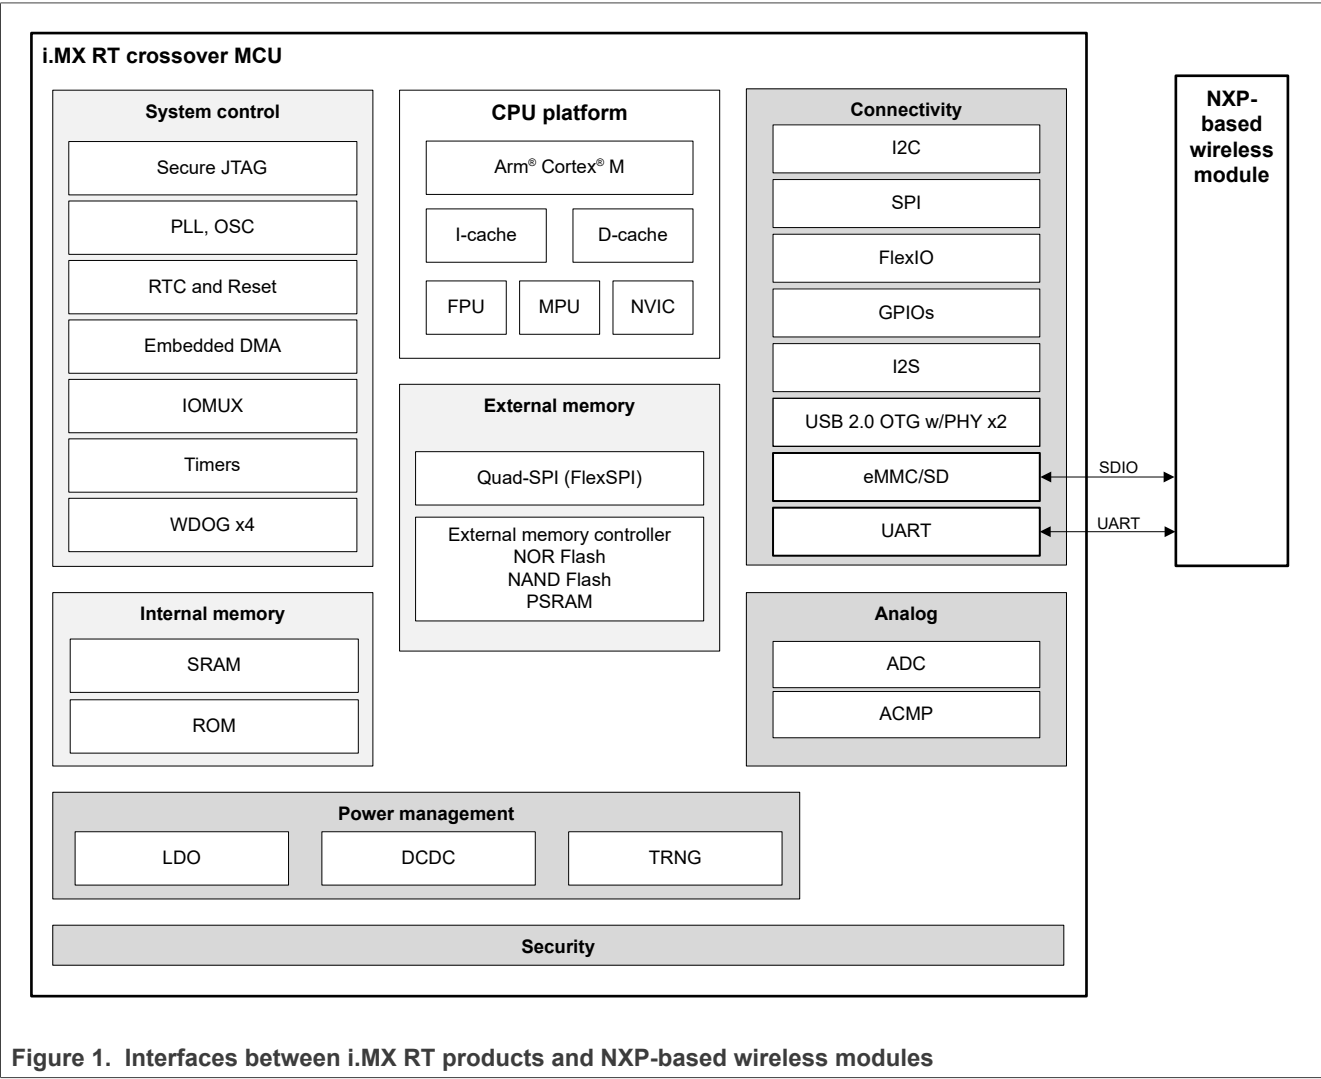 i.MX RT crossover MCU
System control
Secure JTAG
PLL, OSC
RTC and Reset
Embedded DMA
IOMUX
Timers
WDOG x4
Internal memory
SRAM
ROM
CPU platform
Arm® Cortex® M
I-cache
D-cache
FPU
MPU
NVIC
External memory
Quad-SPI (FlexSPI)
External memory controller
NOR Flash
NAND Flash
PSRAM
Connectivity
I2C
SPI
FlexIO
GPIOs
I2S
USB 2.0 OTG w/PHY x2
eMMC/SD
UART
SDIO
UART
NXP-
based
wireless
module
Analog
ADC
ACMP
Power management
LDO
DCDC
TRNG
Security
Figure 1. Interfaces between i.MX RT products and NXP-based wireless modules